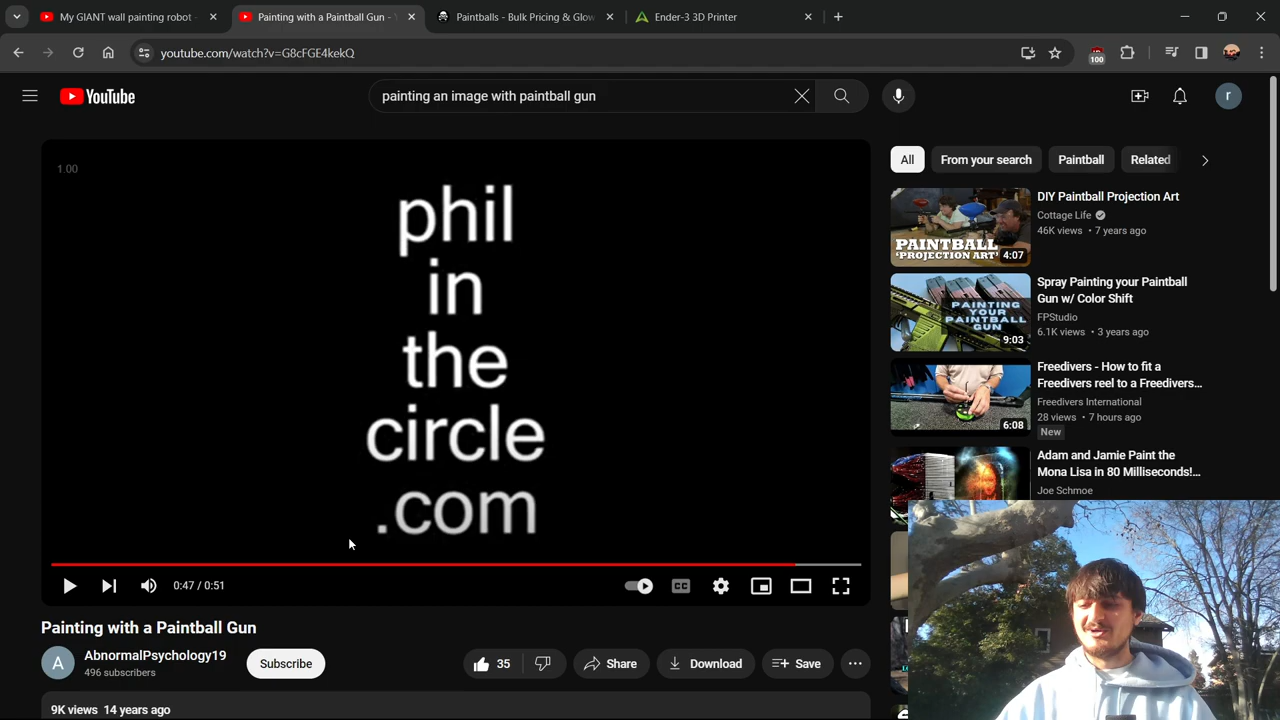 My GIANT wall painting robot -
Painting with a Paintball Gun - Y
Paintballs - Bulk Pricing & Glow
Ender-3 3D Printer
youtube.com/watch?v=G8cFGE4kekQ
100
YouTube
painting an image with paintball gun
r
1.00
phil
in
the
circle
.com
0:47 / 0:51
CC
Painting with a Paintball Gun
A
AbnormalPsychology19
496 subscribers
Subscribe
35
Share
Download
Save
9K views 14 years ago
All
From your search
Paintball
Related
PAINTBALL
PROJECTION ART
4:07
DIY Paintball Projection Art
Cottage Life
46K views • 7 years ago
PAINTING
YOUR
PAINTBALL
GUN
9:03
Spray Painting your Paintball
Gun w/ Color Shift
FPStudio
6.1K views • 3 years ago
6:08
Freedivers - How to fit a
Freedivers reel to a Freedivers...
Freedivers International
28 views • 7 hours ago
New
Adam and Jamie Paint the
Mona Lisa in 80 Milliseconds!...
Joe Schmoe